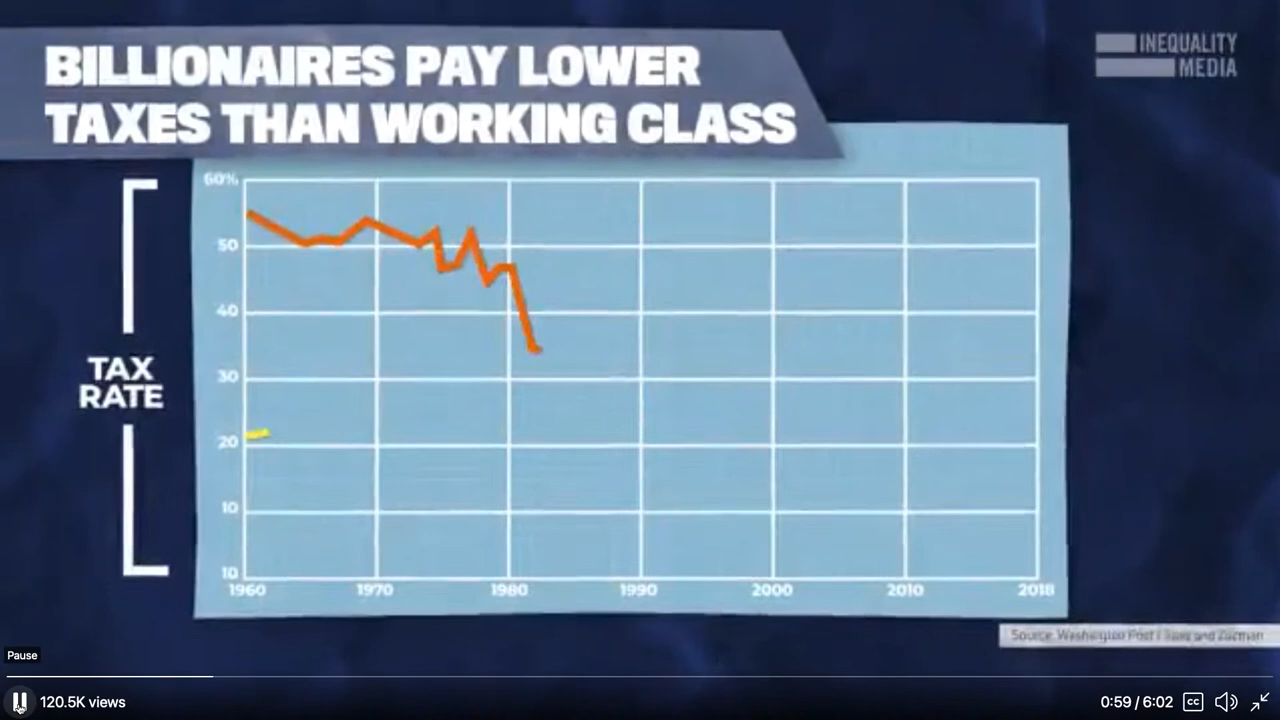 BILLIONAIRES PAY LOWER
TAXES THAN WORKING CLASS
INEQUALITY
MEDIA
TAX
RATE
60%
50
40
30
20
10
10
1960 1970 1980 1990 2000 2010 2018
Source: Washington Post / Saez and Zucman
Pause
120.5K views
0:59 / 6:02
CC